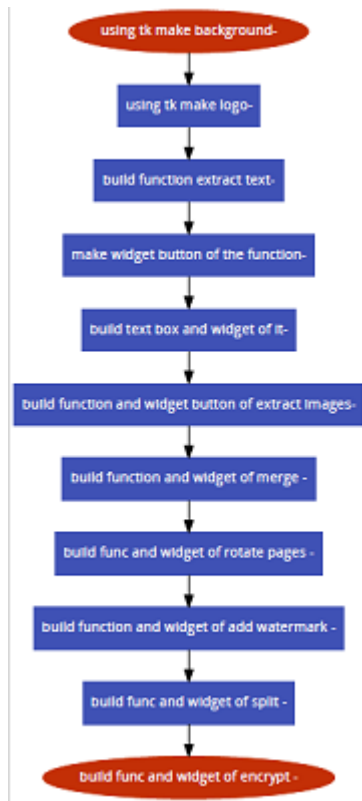 using tk make background-
using tk make logo-
build function extract text-
make widget button of the function-
build text box and widget of it-
build function and widget button of extract images-
build function and widget of merge -
build func and widget of rotate pages -
build function and widget of add watermark -
build func and widget of split -
build func and widget of encrypt -